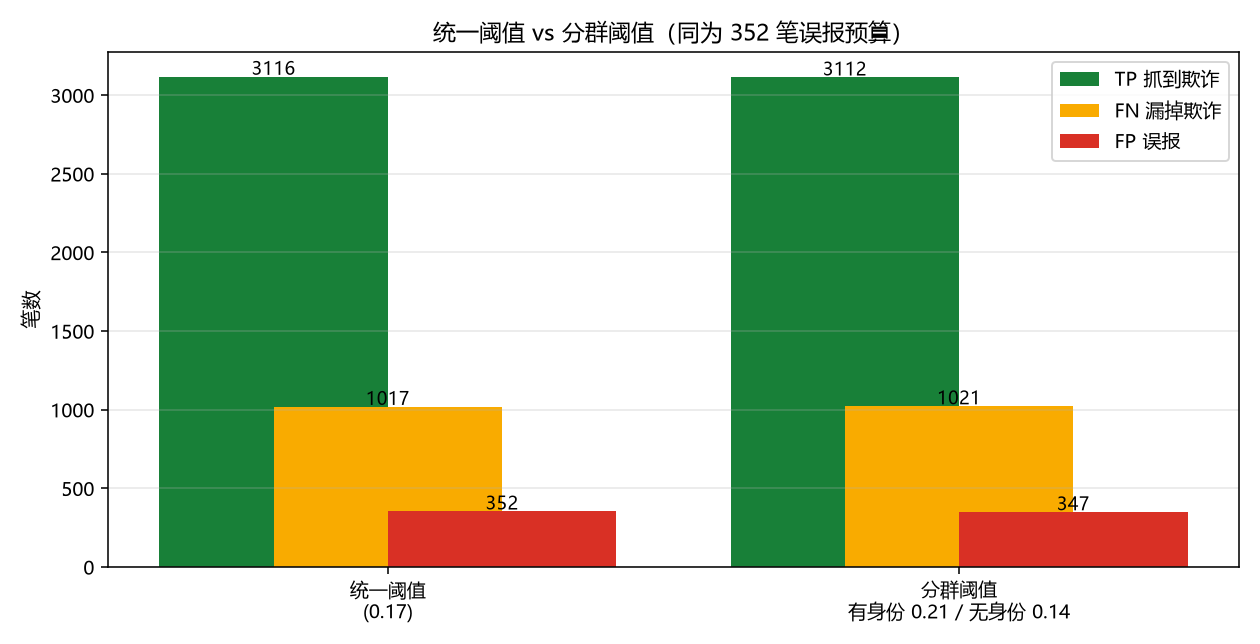 统一阈值 vs 分群阈值（同为 352 笔误报预算）
TP 抓到欺诈
FN 漏掉欺诈
FP 误报
笔数
3000
2500
2000
1500
1000
500
0
3116
1017
352
3112
1021
347
统一阈值
(0.17)
分群阈值
有身份 0.21 / 无身份 0.14